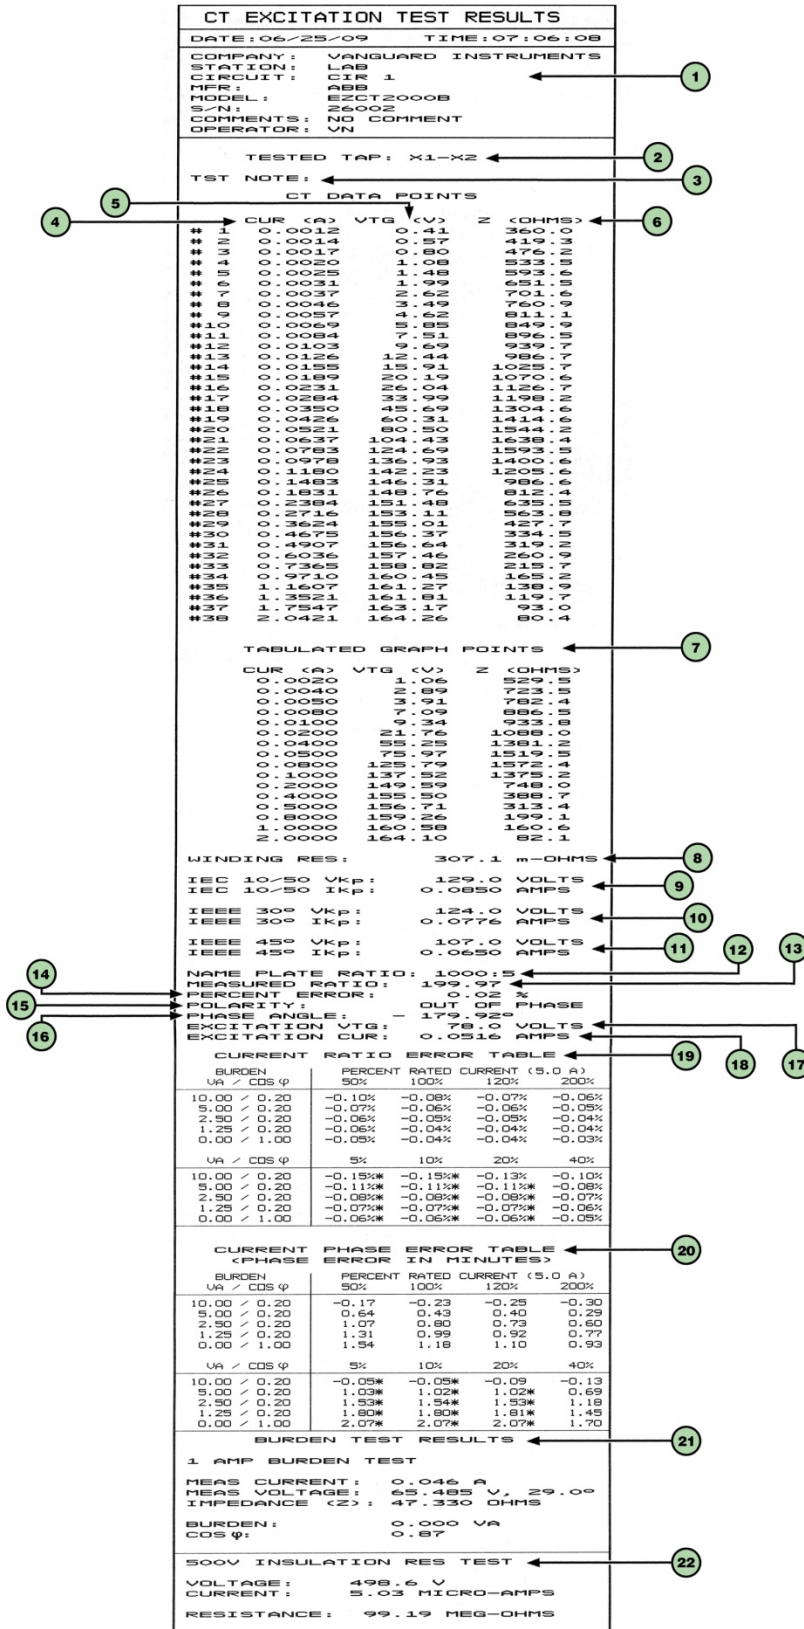 CT EXCITATION TEST RESULTS
DATE:06/25/09 TIME:07:06:08
COMPANY: VANGUARD INSTRUMENTS
STATION: LAB
CIRCUIT: CIR 1
1
MFR: ABB
MODEL: EZCT2000B
S/N: 26002
COMMENTS: NO COMMENT
OPERATOR: VN
TESTED TAP: X1-X2
2
TST NOTE:
3
CT DATA POINTS
5
4
CUR (A) VTG (V) Z (OHMS)
6
# 1 0.0012 0.41 360.0
# 2 0.0014 0.57 419.3
# 3 0.0017 0.80 476.2
# 4 0.0020 1.08 533.5
# 5 0.0025 1.48 593.6
# 6 0.0031 1.99 651.5
# 7 0.0037 2.62 701.6
# 8 0.0046 3.49 760.9
# 9 0.0057 4.62 811.1
#10 0.0069 5.85 849.9
#11 0.0084 7.51 896.5
#12 0.0103 9.69 939.7
#13 0.0126 12.44 986.7
#14 0.0155 15.91 1025.7
#15 0.0189 20.19 1070.6
#16 0.0231 26.04 1126.7
#17 0.0284 33.99 1198.2
#18 0.0350 45.69 1304.6
#19 0.0426 60.31 1414.6
#20 0.0521 80.50 1544.2
#21 0.0637 104.43 1638.4
#22 0.0783 124.69 1593.5
#23 0.0978 136.93 1400.6
#24 0.1180 142.23 1205.6
#25 0.1483 146.31 986.6
#26 0.1831 148.76 812.4
#27 0.2384 151.48 635.5
#28 0.2716 153.11 563.8
#29 0.3624 155.01 427.7
#30 0.4675 156.37 334.5
#31 0.4907 156.64 319.2
#32 0.6036 157.46 260.9
#33 0.7365 158.82 215.7
#34 0.9710 160.45 165.2
#35 1.1607 161.27 138.9
#36 1.3521 161.81 119.7
#37 1.7547 163.17 93.0
#38 2.0421 164.26 80.4
TABULATED GRAPH POINTS
7
CUR (A) VTG (V) Z (OHMS)
0.0020 1.06 529.5
0.0040 2.89 723.5
0.0050 3.91 782.4
0.0080 7.09 886.5
0.0100 9.34 933.8
0.0200 21.76 1088.0
0.0400 55.25 1381.2
0.0500 75.97 1519.5
0.0800 125.79 1572.4
0.1000 137.52 1375.2
0.2000 149.59 748.0
0.4000 155.50 388.7
0.5000 156.71 313.4
0.8000 159.26 199.1
1.0000 160.58 160.6
2.0000 164.10 82.1
WINDING RES: 307.1 m-OHMS
8
IEC 10/50 Vkp: 129.0 VOLTS
IEC 10/50 Ikp: 0.0850 AMPS
9
IEEE 30° Vkp: 124.0 VOLTS
IEEE 30° Ikp: 0.0776 AMPS
10
IEEE 45° Vkp: 107.0 VOLTS
IEEE 45° Ikp: 0.0650 AMPS
11
12
13
NAME PLATE RATIO: 1000:5
14
MEASURED RATIO: 199.97
PERCENT ERROR: 0.02 %
15
POLARITY: OUT OF PHASE
16
PHASE ANGLE: - 179.92°
EXCITATION VTG: 78.0 VOLTS
EXCITATION CUR: 0.0516 AMPS
18
17
CURRENT RATIO ERROR TABLE
19
BURDEN PERCENT RATED CURRENT (5.0 A)
VA / COS φ 50% 100% 120% 200%
10.00 / 0.20 -0.10% -0.08% -0.07% -0.06%
5.00 / 0.20 -0.07% -0.06% -0.06% -0.05%
2.50 / 0.20 -0.06% -0.05% -0.05% -0.04%
1.25 / 0.20 -0.06% -0.04% -0.04% -0.04%
0.00 / 1.00 -0.05% -0.04% -0.04% -0.03%
VA / COS φ 5% 10% 20% 40%
10.00 / 0.20 -0.15%* -0.15%* -0.13% -0.10%
5.00 / 0.20 -0.11%* -0.11%* -0.11%* -0.08%
2.50 / 0.20 -0.08%* -0.08%* -0.08%* -0.07%
1.25 / 0.20 -0.07%* -0.07%* -0.07%* -0.06%
0.00 / 1.00 -0.06%* -0.06%* -0.06%* -0.05%
CURRENT PHASE ERROR TABLE
20
(PHASE ERROR IN MINUTES)
BURDEN PERCENT RATED CURRENT (5.0 A)
VA / COS φ 50% 100% 120% 200%
10.00 / 0.20 -0.17 -0.23 -0.25 -0.30
5.00 / 0.20 0.64 0.43 0.40 0.29
2.50 / 0.20 1.07 0.80 0.73 0.60
1.25 / 0.20 1.31 0.99 0.92 0.77
0.00 / 1.00 1.54 1.18 1.10 0.93
VA / COS φ 5% 10% 20% 40%
10.00 / 0.20 -0.05* -0.05* -0.09 -0.13
5.00 / 0.20 1.03* 1.02* 1.02* 0.69
2.50 / 0.20 1.53* 1.54* 1.53* 1.18
1.25 / 0.20 1.80* 1.80* 1.81* 1.45
0.00 / 1.00 2.07* 2.07* 2.07* 1.70
BURDEN TEST RESULTS
21
1 AMP BURDEN TEST
MEAS CURRENT: 0.046 A
MEAS VOLTAGE: 65.485 V, 29.0°
IMPEDANCE (Z): 47.330 OHMS
BURDEN: 0.000 VA
COS φ: 0.87
500V INSULATION RES TEST
22
VOLTAGE: 498.6 V
CURRENT: 5.03 MICRO-AMPS
RESISTANCE: 99.19 MEG-OHMS